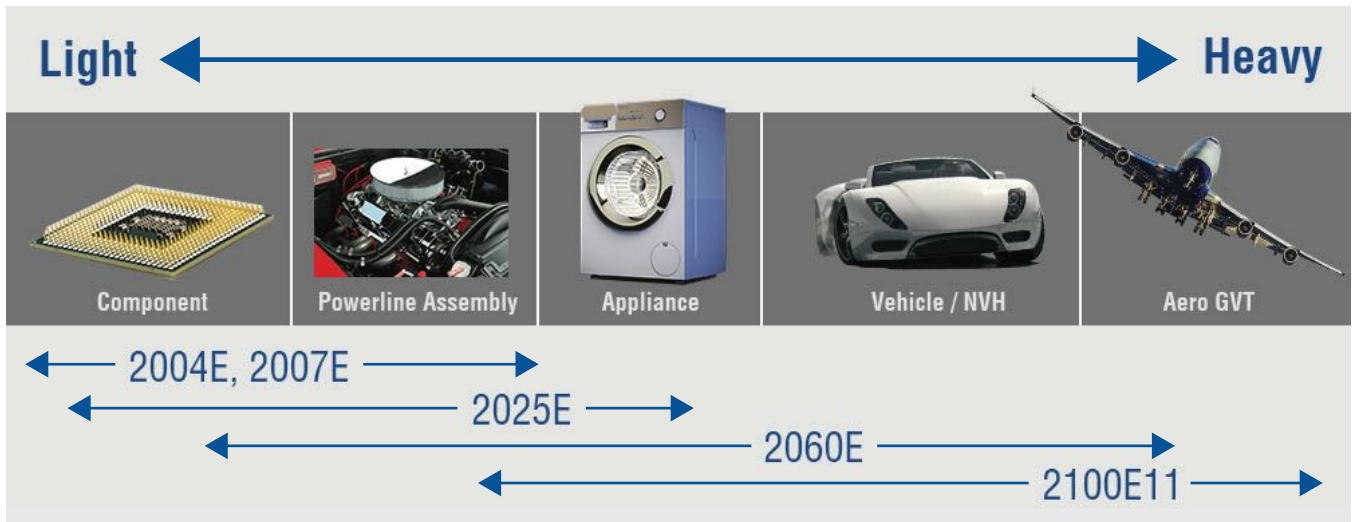 Light Heavy
Component Powerline Assembly Appliance Vehicle / NVH Aero GVT
2004E, 2007E
2025E
2060E
2100E11